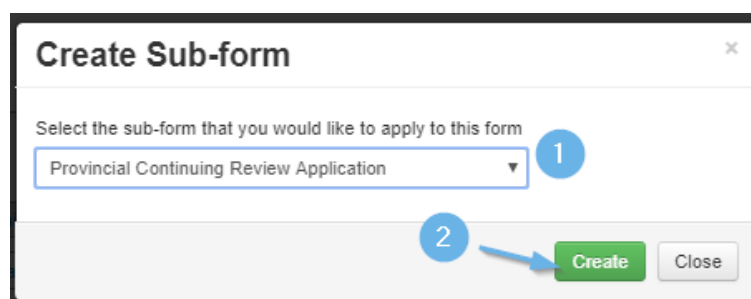 Create Sub-form
×
Select the sub-form that you would like to apply to this form
Provincial Continuing Review Application
1
2
Create
Close